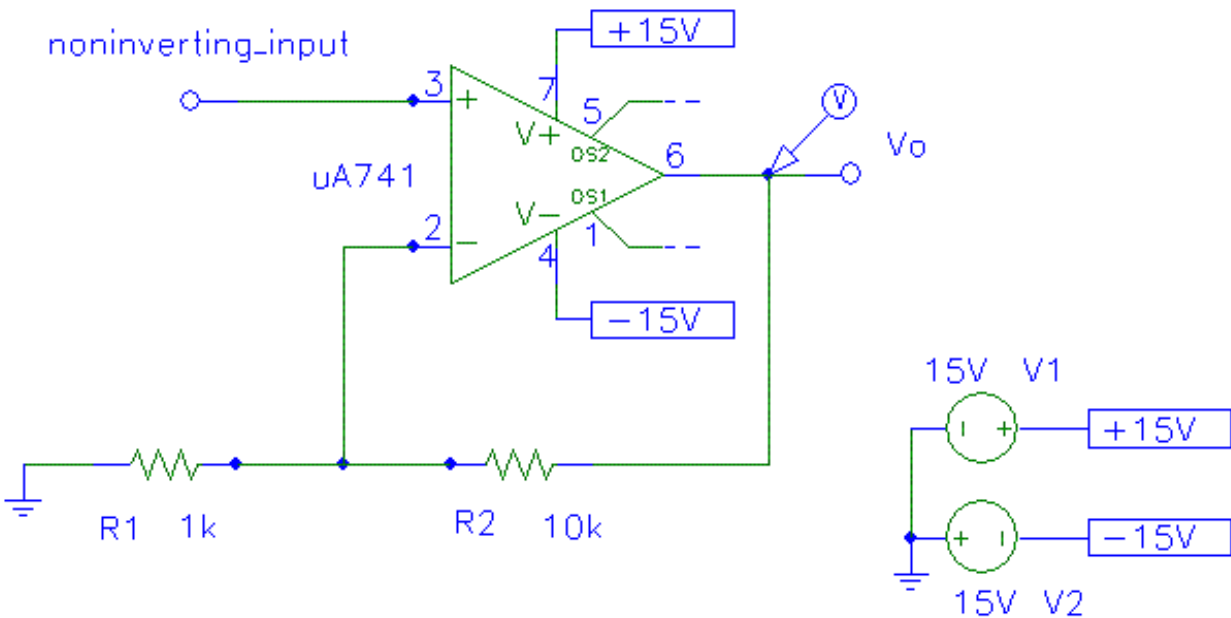 noninverting_input
+15V
3
+
7
5
V+
OS2
6
Vo
V
uA741
OS1
V-
2
-
1
4
-15V
15V V1
- +
+15V
R1 1k
R2 10k
+ -
-15V
15V V2